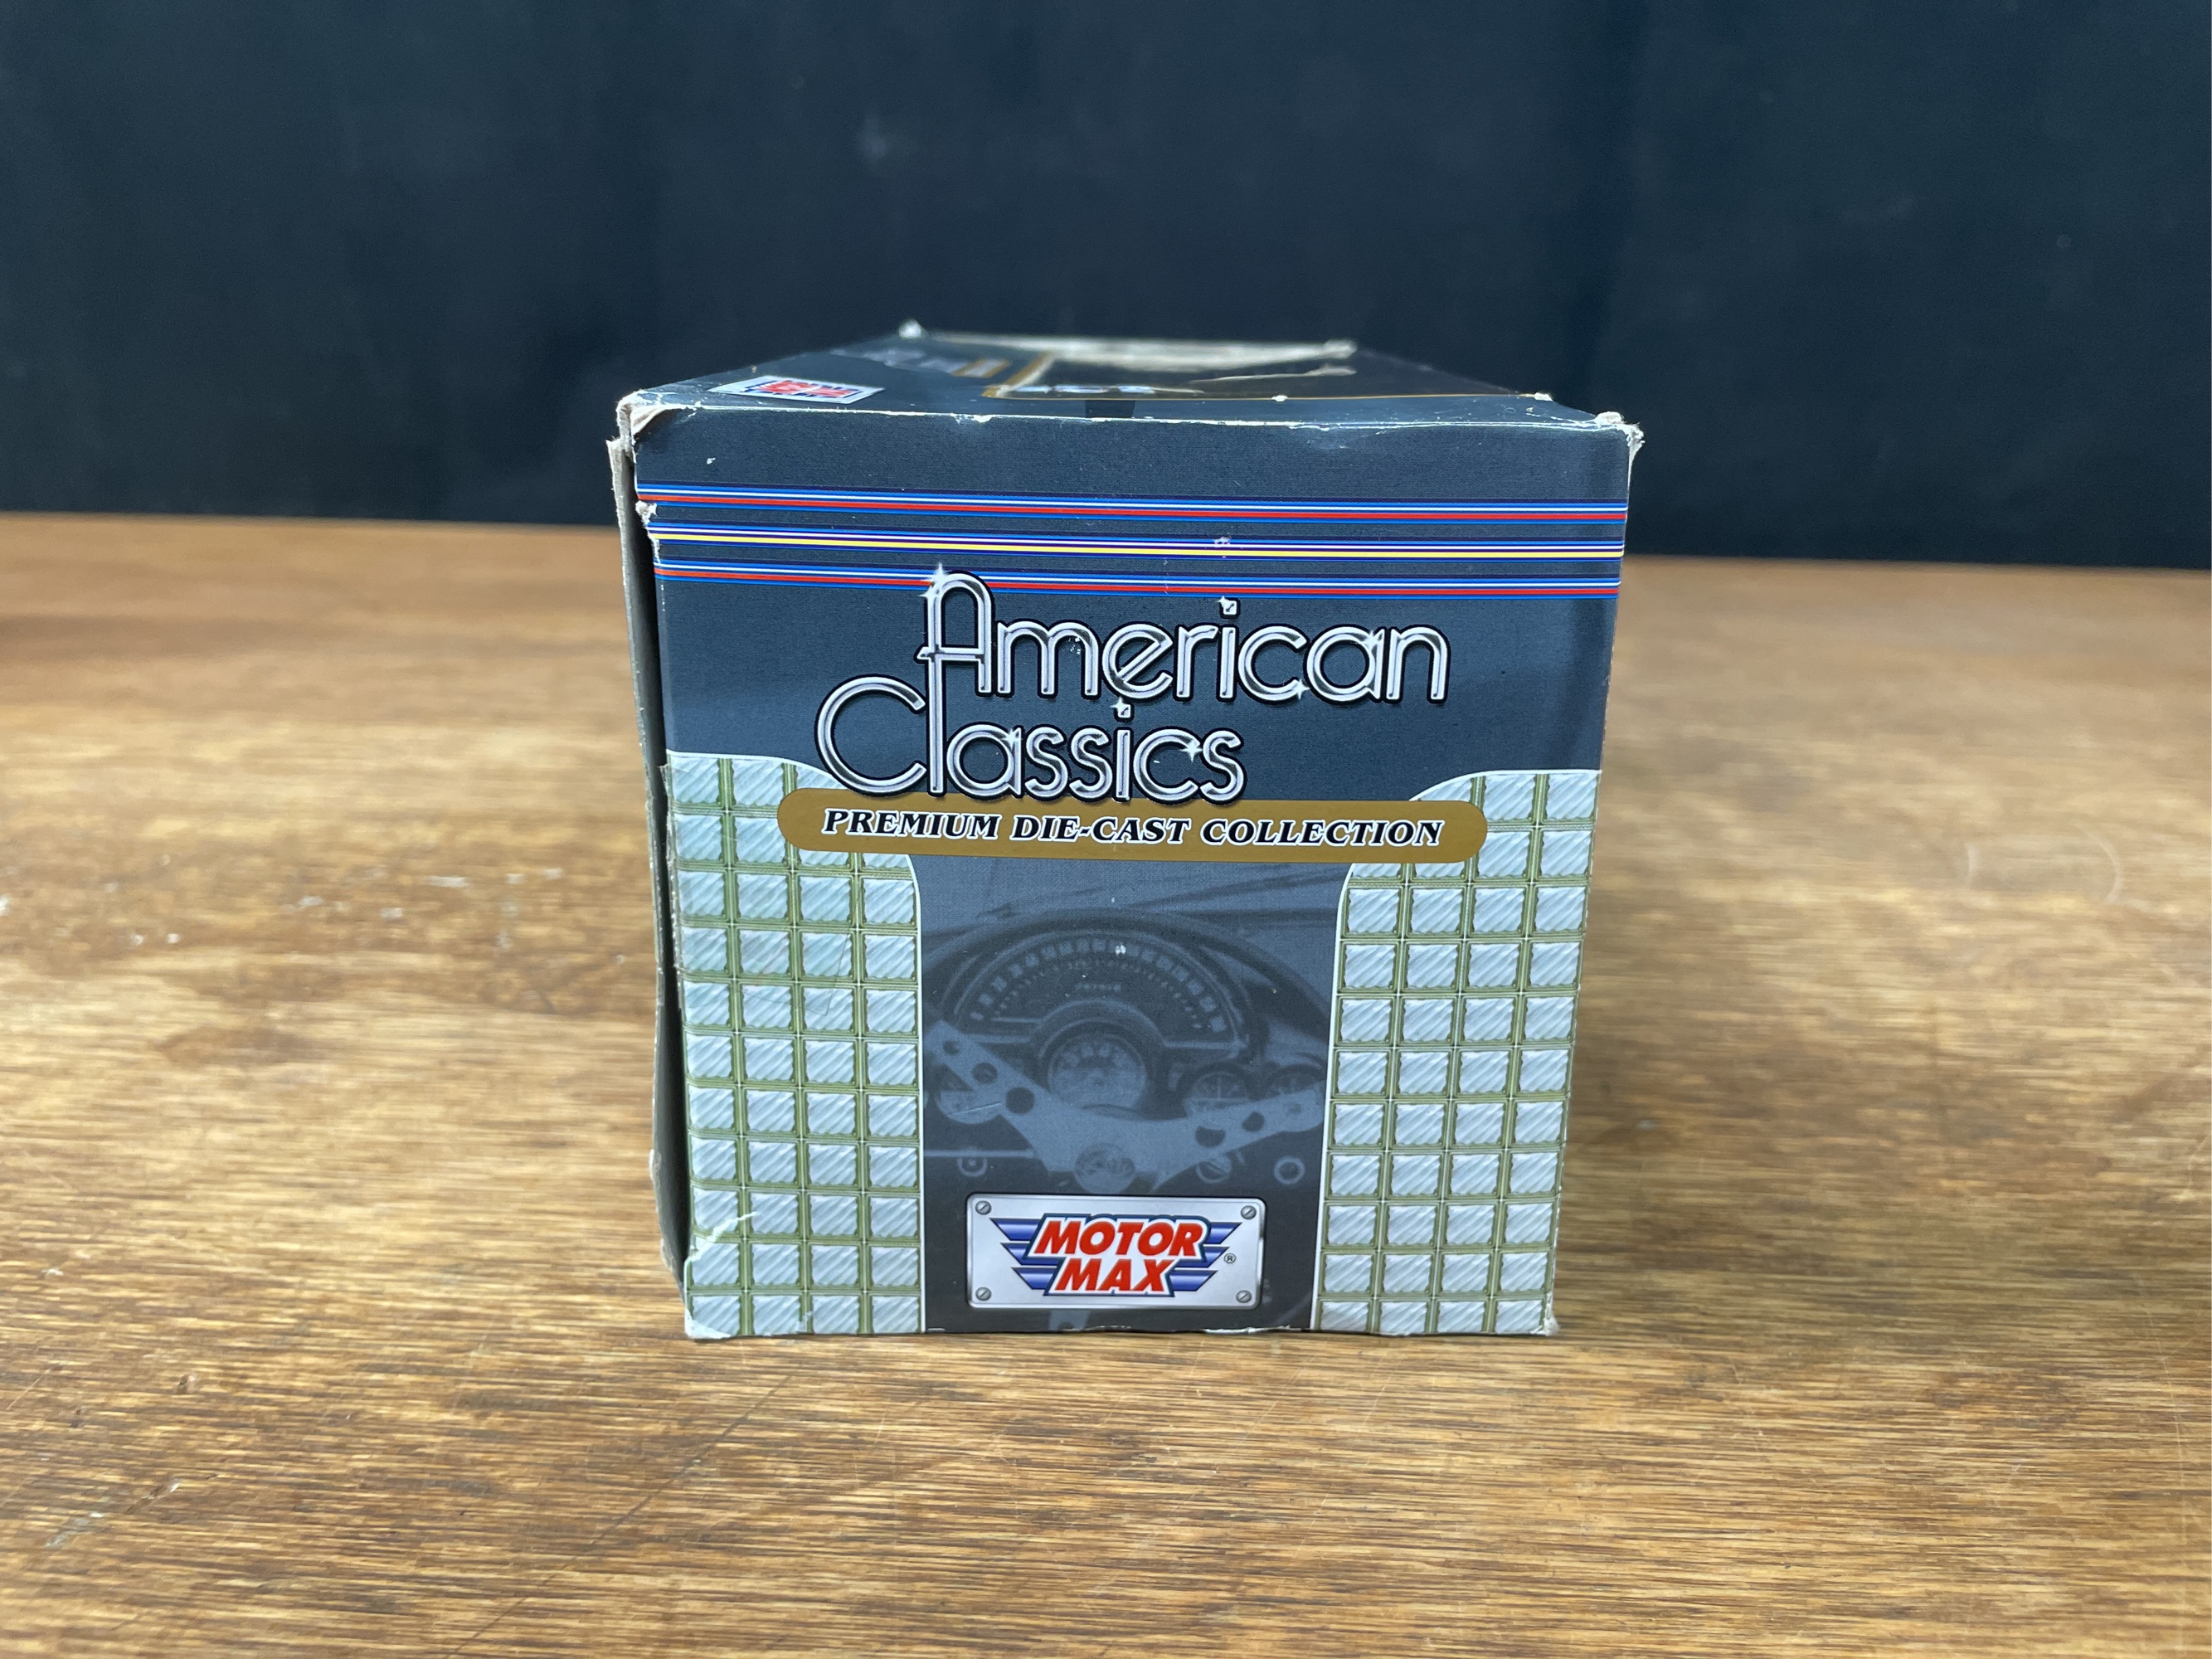 American
Classics
PREMIUM DIE-CAST COLLECTION
MOTOR
MAX®